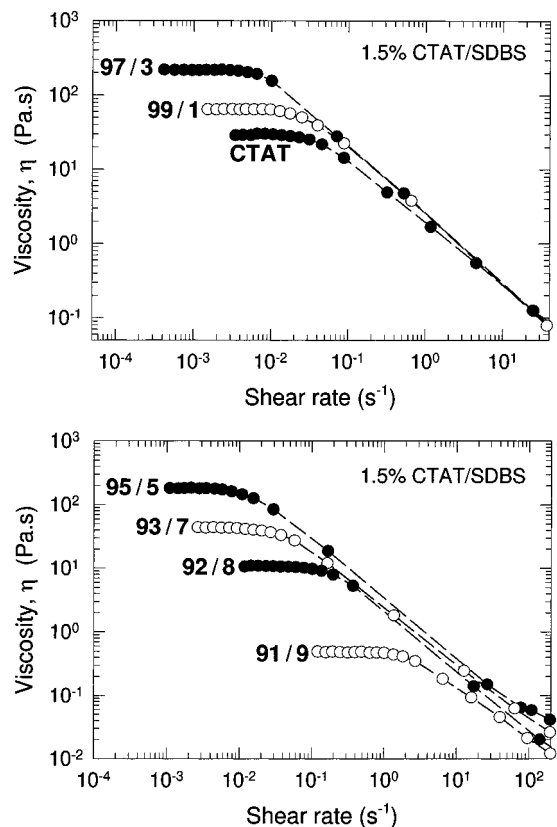 10³
10²
10¹
10⁰
10⁻¹
Viscosity, η (Pa.s)
1.5% CTAT/SDBS
97 / 3
99 / 1
CTAT
10⁻⁴ 10⁻³ 10⁻² 10⁻¹ 10⁰ 10¹
Shear rate (s⁻¹)
10³
10²
10¹
10⁰
10⁻¹
10⁻²
Viscosity, η (Pa.s)
1.5% CTAT/SDBS
95 / 5
93 / 7
92 / 8
91 / 9
10⁻⁴ 10⁻³ 10⁻² 10⁻¹ 10⁰ 10¹ 10²
Shear rate (s⁻¹)